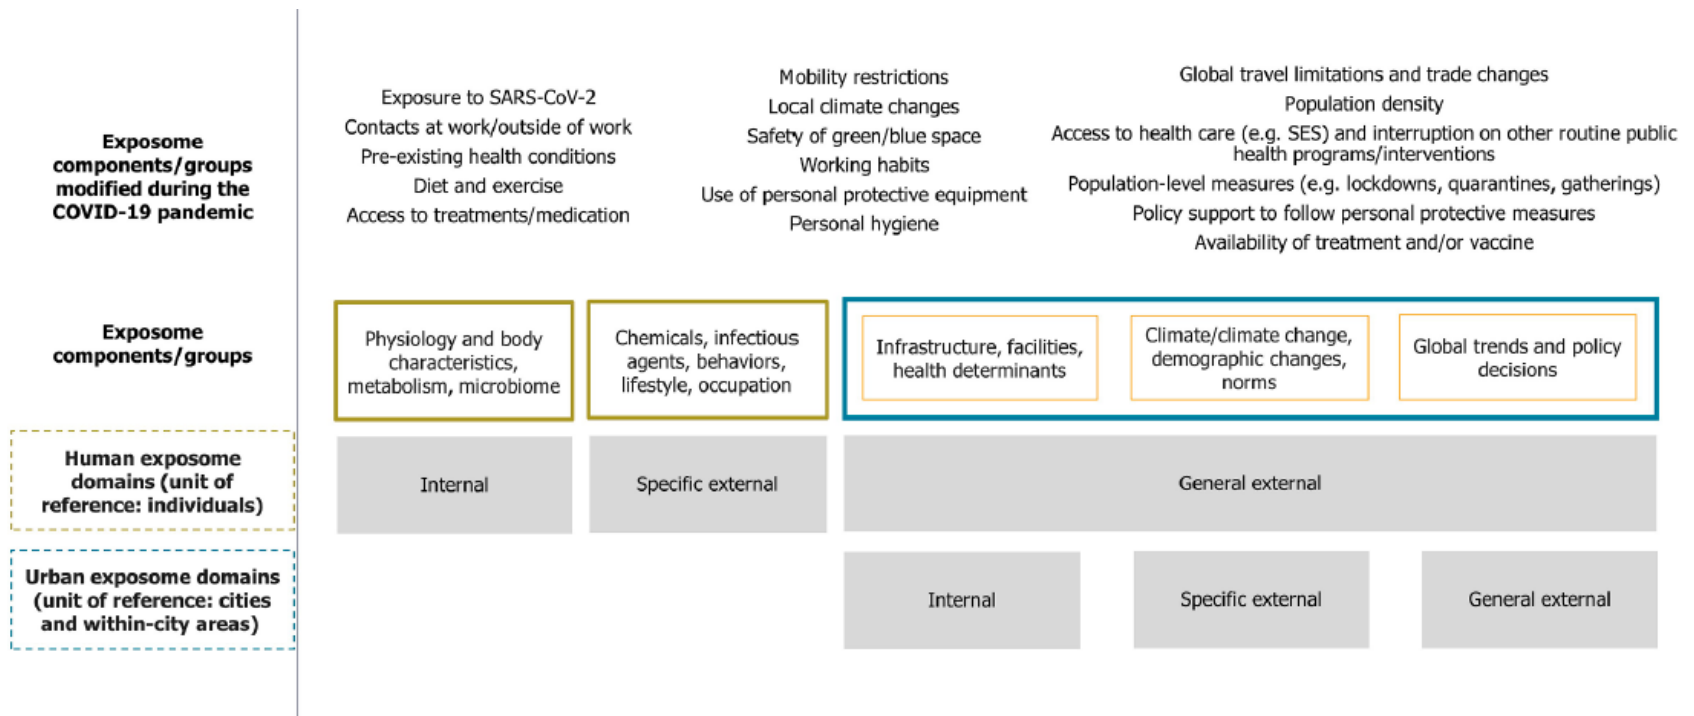 Exposome
components/groups
modified during the
COVID-19 pandemic
Exposure to SARS-CoV-2
Contacts at work/outside of work
Pre-existing health conditions
Diet and exercise
Access to treatments/medication
Mobility restrictions
Local climate changes
Safety of green/blue space
Working habits
Use of personal protective equipment
Personal hygiene
Global travel limitations and trade changes
Population density
Access to health care (e.g. SES) and interruption on other routine public
health programs/interventions
Population-level measures (e.g. lockdowns, quarantines, gatherings)
Policy support to follow personal protective measures
Availability of treatment and/or vaccine
Exposome
components/groups
Physiology and body
characteristics,
metabolism, microbiome
Chemicals, infectious
agents, behaviors,
lifestyle, occupation
Infrastructure, facilities,
health determinants
Climate/climate change,
demographic changes,
norms
Global trends and policy
decisions
Human exposome
domains (unit of
reference: individuals)
Internal
Specific external
General external
Urban exposome domains
(unit of reference: cities
and within-city areas)
Internal
Specific external
General external